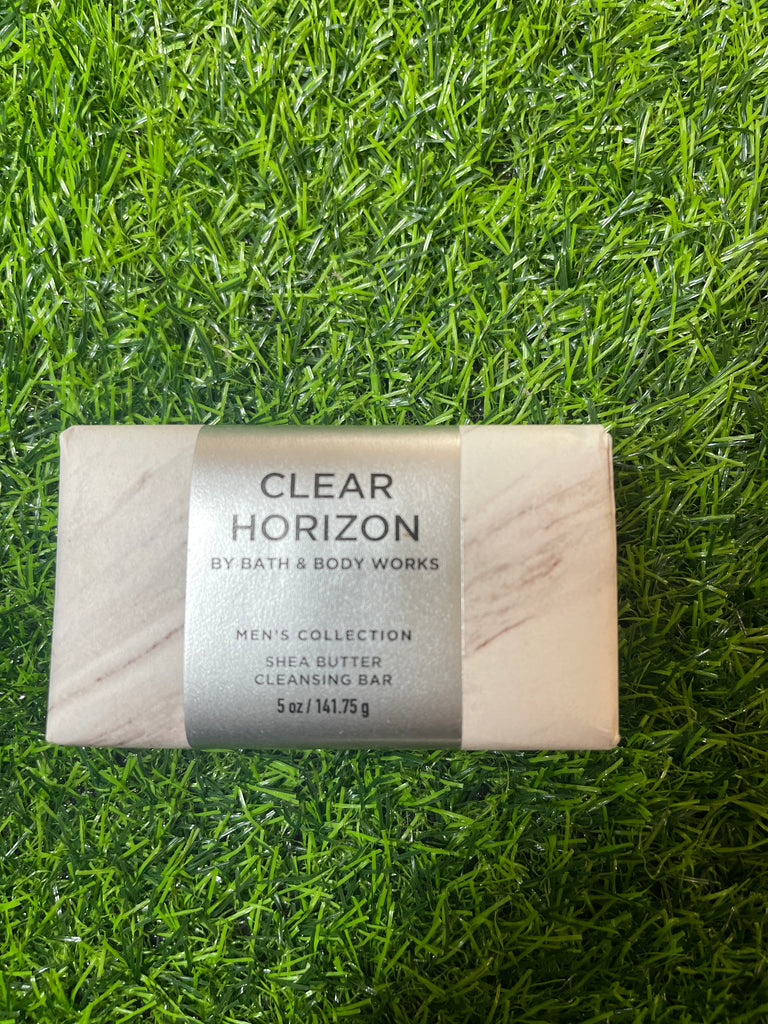 CLEAR
HORIZON
BY BATH & BODY WORKS
MEN'S COLLECTION
SHEA BUTTER
CLEANSING BAR
5 oz / 141.75 g